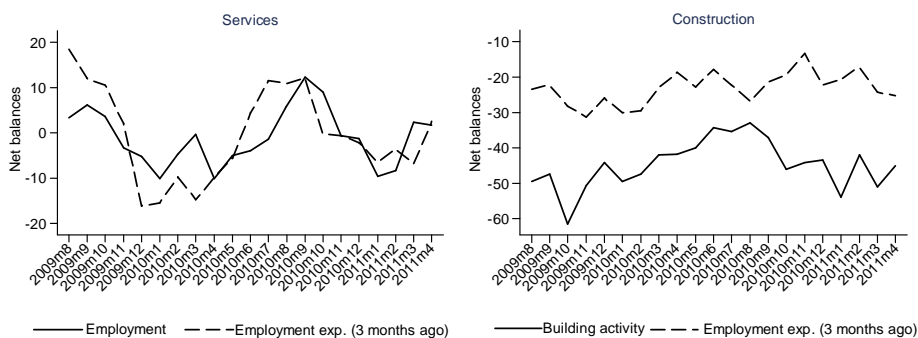 Services
Net balances
20
10
0
-10
-20
2009m8
2009m9
2009m10
2009m11
2009m12
2010m1
2010m2
2010m3
2010m4
2010m5
2010m6
2010m7
2010m8
2010m9
2010m10
2010m11
2010m12
2011m1
2011m2
2011m3
2011m4
Employment
Employment exp. (3 months ago)
Construction
Net balances
-10
-20
-30
-40
-50
-60
2009m8
2009m9
2009m10
2009m11
2009m12
2010m1
2010m2
2010m3
2010m4
2010m5
2010m6
2010m7
2010m8
2010m9
2010m10
2010m11
2010m12
2011m1
2011m2
2011m3
2011m4
Building activity
Employment exp. (3 months ago)